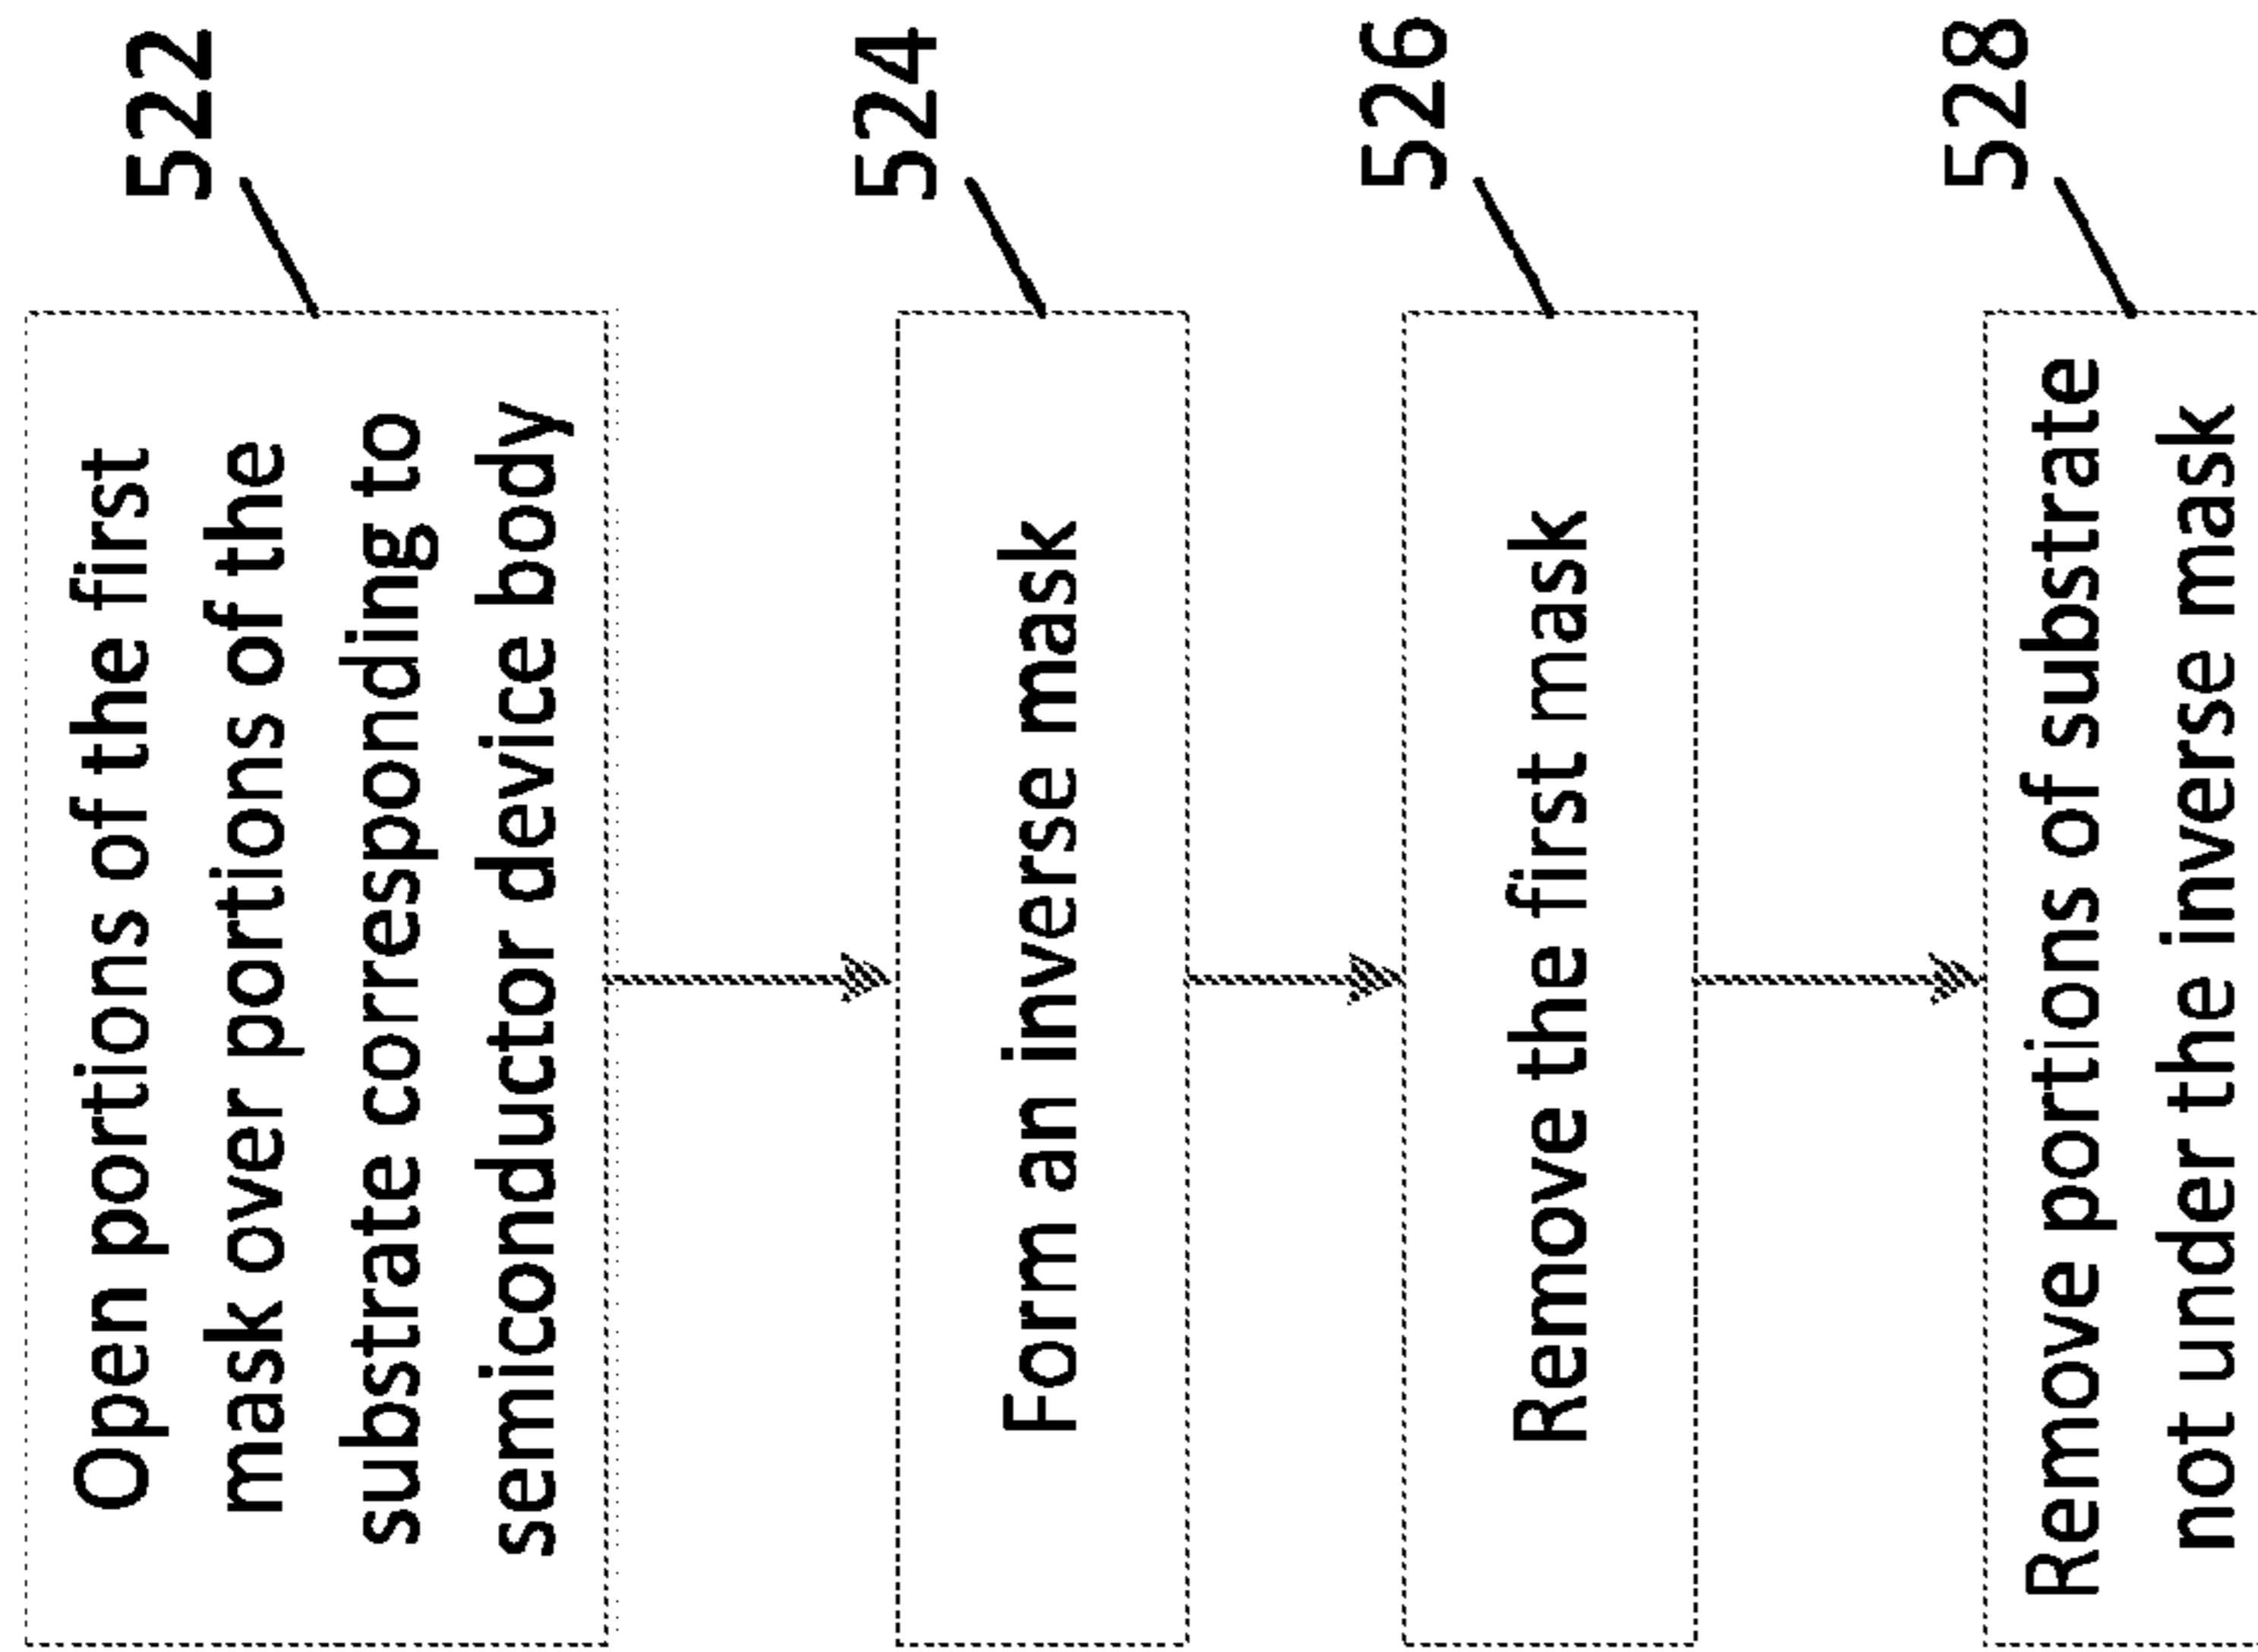 Open portions of the first
mask over portions of the
substrate corresponding to
semiconductor device body
522
Form an inverse mask
524
Remove the first mask
526
Remove portions of substrate
not under the inverse mask
528